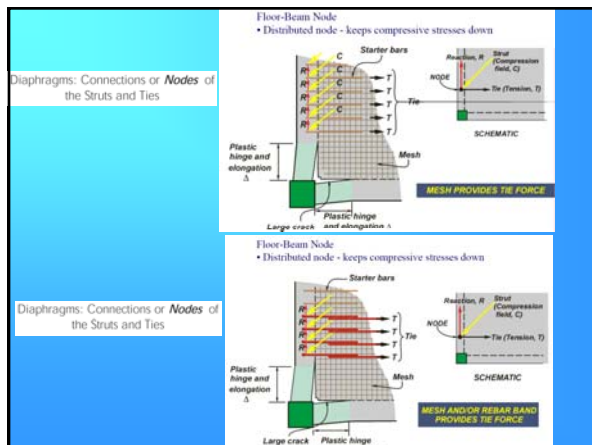 Diaphragms: Connections or Nodes of
the Struts and Ties
Floor-Beam Node
• Distributed node - keeps compressive stresses down
Starter bars
C
R
C
R
C
R
C
R
C
R
T
T
T
T
T
Tie
Mesh
Plastic
hinge and
elongation
Δ
Large crack
Plastic hinge
and elongation Δ
Reaction, R
Strut
(Compression
field, C)
NODE
Tie (Tension, T)
SCHEMATIC
MESH PROVIDES TIE FORCE
Diaphragms: Connections or Nodes of
the Struts and Ties
Floor-Beam Node
• Distributed node - keeps compressive stresses down
Starter bars
R
R
R
R
T
T
T
T
Tie
Mesh
Plastic
hinge and
elongation
Δ
Large crack
Plastic hinge
Reaction, R
Strut
(Compression
field, C)
NODE
Tie (Tension, T)
SCHEMATIC
MESH AND/OR REBAR BAND
PROVIDES TIE FORCE